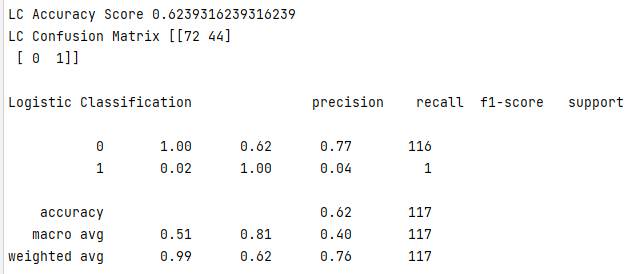 LC Accuracy Score 0.6239316239316239
LC Confusion Matrix [[72 44]
 [ 0  1]]
Logistic Classification               precision    recall  f1-score   support
           0       1.00      0.62      0.77       116
           1       0.02      1.00      0.04         1
    accuracy                           0.62       117
   macro avg       0.51      0.81      0.40       117
weighted avg       0.99      0.62      0.76       117